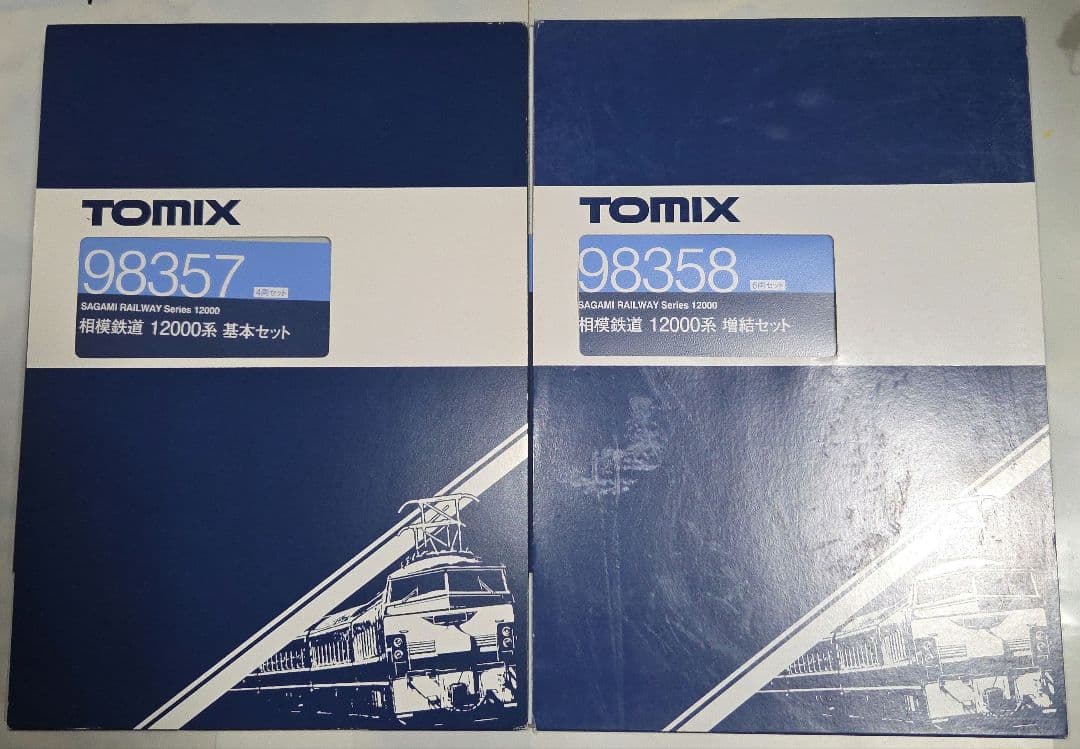 TOMIX
98357 4両セット
SAGAMI RAILWAY Series 12000
相模鉄道 12000系 基本セット
TOMIX
98358 6両セット
SAGAMI RAILWAY Series 12000
相模鉄道 12000系 増結セット